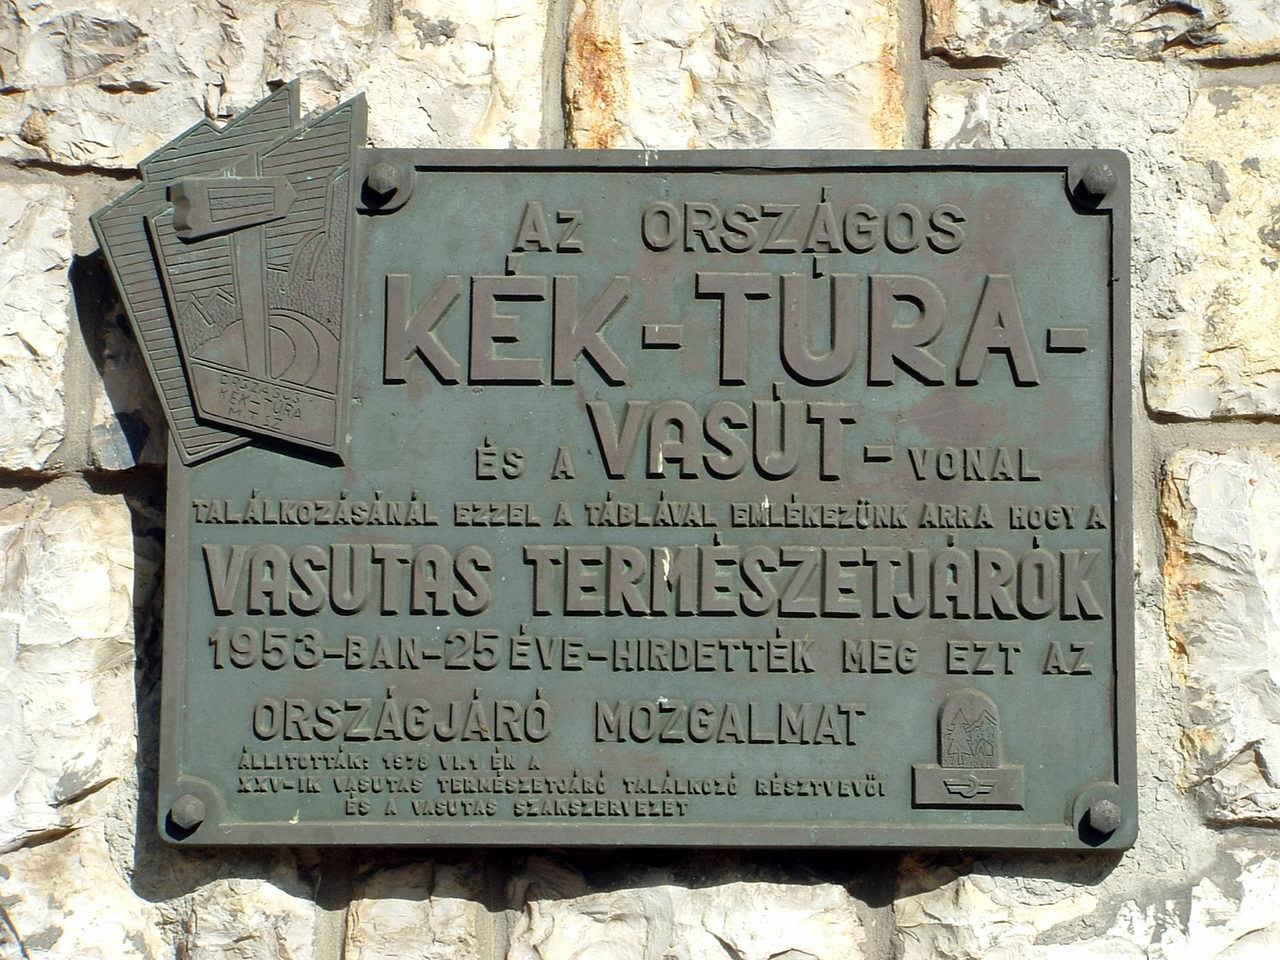 AZ ORSZÁGOS
KÉK-TÚRA-
ÉS A VASÚT-VONAL
TALÁLKOZÁSÁNÁL EZZEL A TÁBLÁVAL EMLÉKEZÜNK ARRA HOGY A
VASUTAS TERMÉSZETJÁRÓK
1953-BAN-25 ÉVE-HIRDETTÉK MEG EZT AZ
ORSZÁGJÁRÓ MOZGALMAT
ÁLLITOTTÁK: 1978 VI.1 ÉN A
XXV-IK VASUTAS TERMÉSZETJÁRÓ TALÁLKOZÓ RÉSZTVEVŐI
ÉS A VASUTAS SZAKSZERVEZET
ORSZÁGOS
KÉK-TÚRA
M.T.SZ